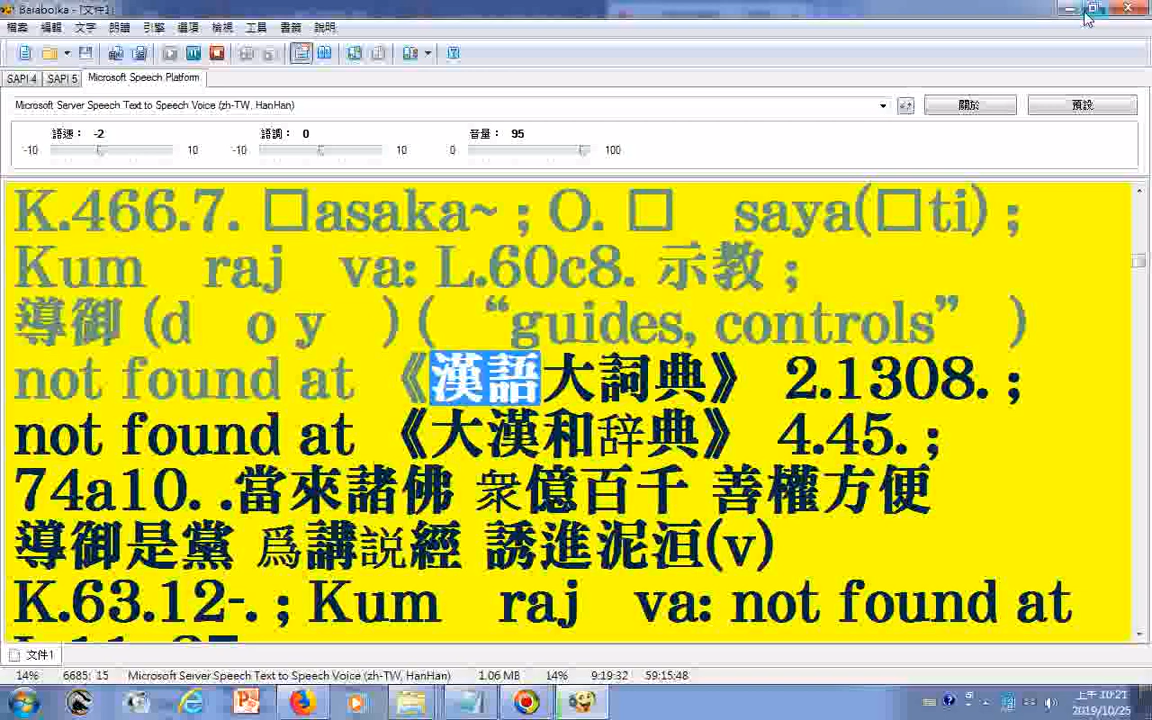 Balabolka - [文件1]
檔案 編輯 文字 朗讀 引擎 選項 檢視 工具 書籤 說明
SAPI 4 SAPI 5 Microsoft Speech Platform
Microsoft Server Speech Text to Speech Voice (zh-TW, HanHan) 關於 預設
語速： -2 語調： 0 音量： 95
-10 10 -10 10 0 100
K.466.7. □asaka~ ; O. □ saya(□ti) ;
Kum raj va: L.60c8. 示教 ;
導御 (d o y )( “guides, controls” )
not found at 《漢語大詞典》 2.1308. ;
not found at 《大漢和辞典》 4.45. ;
74a10. .當來諸佛 衆億百千 善權方便
導御是黨 爲講説經 誘進泥洹(v)
K.63.12-. ; Kum raj va: not found at
文件1
14% 6685: 15 Microsoft Server Speech Text to Speech Voice (zh-TW, HanHan) 1.06 MB 14% 9:19:32 59:15:48
上午 10:21
2019/10/25